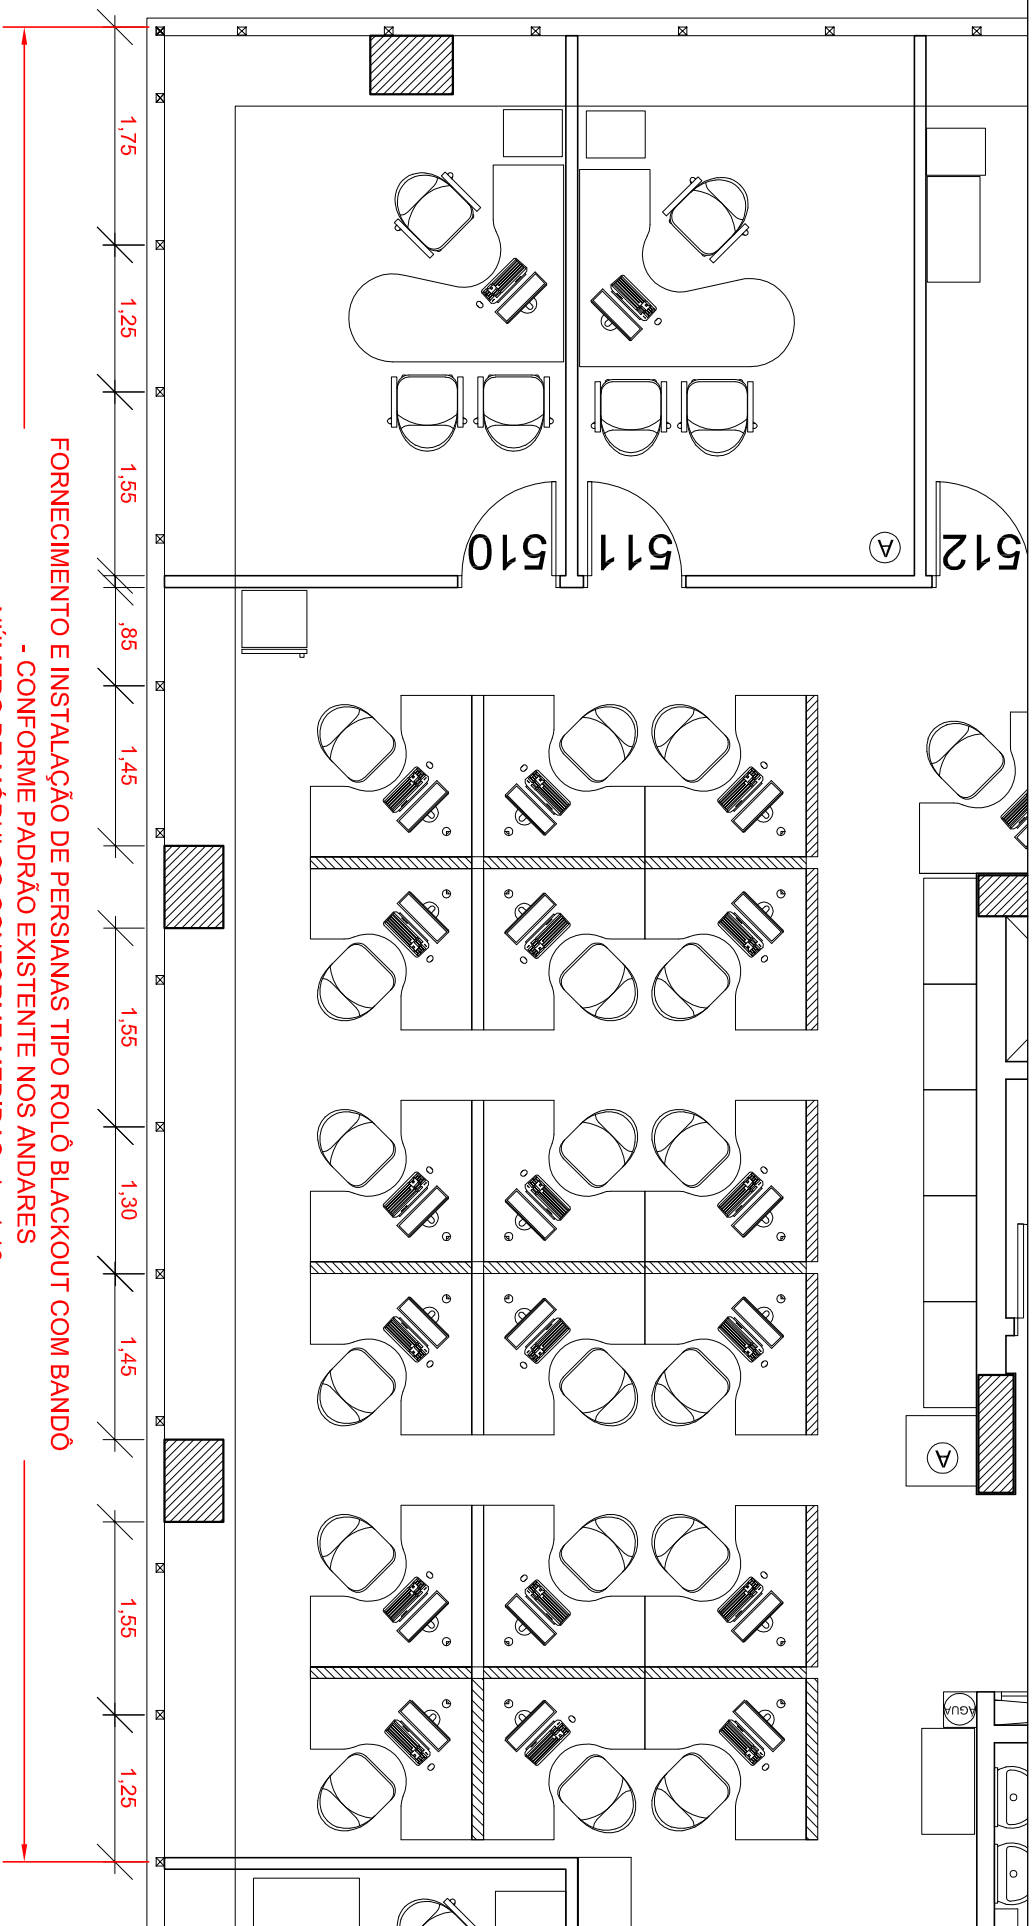 1,75
1,25
1,55
,85
1,45
1,55
1,30
1,45
1,55
1,25
FORNECIMENTO E INSTALAÇÃO DE PERSIANAS TIPO ROLÔ BLACKOUT COM BANDÔ
- CONFORME PADRÃO EXISTENTE NOS ANDARES
510
511
512
A
A
ÁGUA